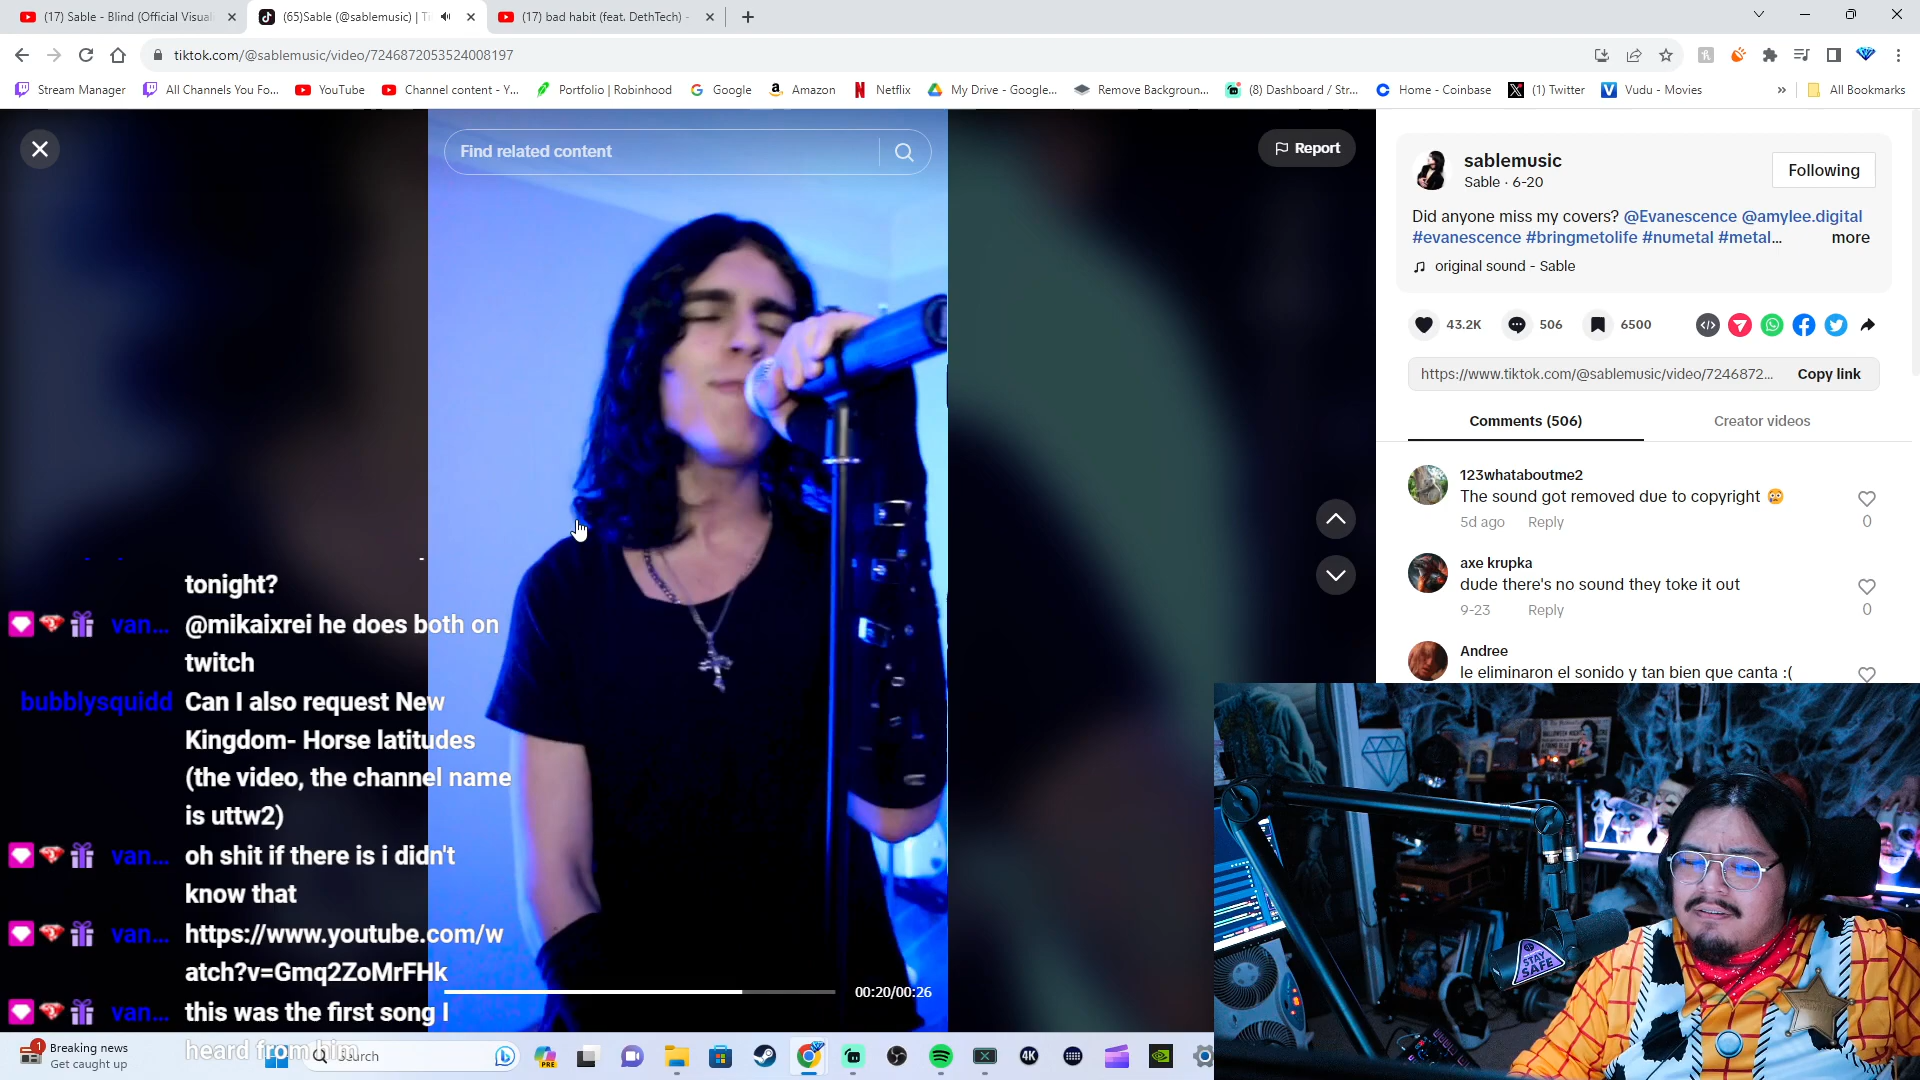 (17) Sable - Blind (Official Visual
(65)Sable (@sablemusic) | Ti
(17) bad habit (feat. DethTech) -
tiktok.com/@sablemusic/video/7246872053524008197
Stream Manager
All Channels You Fo...
YouTube
Channel content - Y...
Portfolio | Robinhood
Google
Amazon
Netflix
My Drive - Google...
Remove Backgroun...
(8) Dashboard / Str...
Home - Coinbase
(1) Twitter
Vudu - Movies
»
All Bookmarks
Find related content
Report
sablemusic
Sable · 6-20
Following
Did anyone miss my covers? @Evanescence @amylee.digital
#evanescence #bringmetolife #numetal #metal...
more
original sound - Sable
43.2K
506
6500
https://www.tiktok.com/@sablemusic/video/7246872...
Copy link
Comments (506)
Creator videos
123whataboutme2
The sound got removed due to copyright 😳
5d ago
Reply
0
axe krupka
dude there's no sound they toke it out
9-23
Reply
0
Andree
le eliminaron el sonido y tan bien que canta :(
tonight?
van... @mikaixrei he does both on
twitch
bubblysquidd Can I also request New
Kingdom- Horse latitudes
(the video, the channel name
is uttw2)
van... oh shit if there is i didn't
know that
van... https://www.youtube.com/w
atch?v=Gmq2ZoMrFHk
van... this was the first song I
heard from him
00:20/00:26
STAY
SAFE
1
Breaking news
Get caught up
Search
PRE
4K